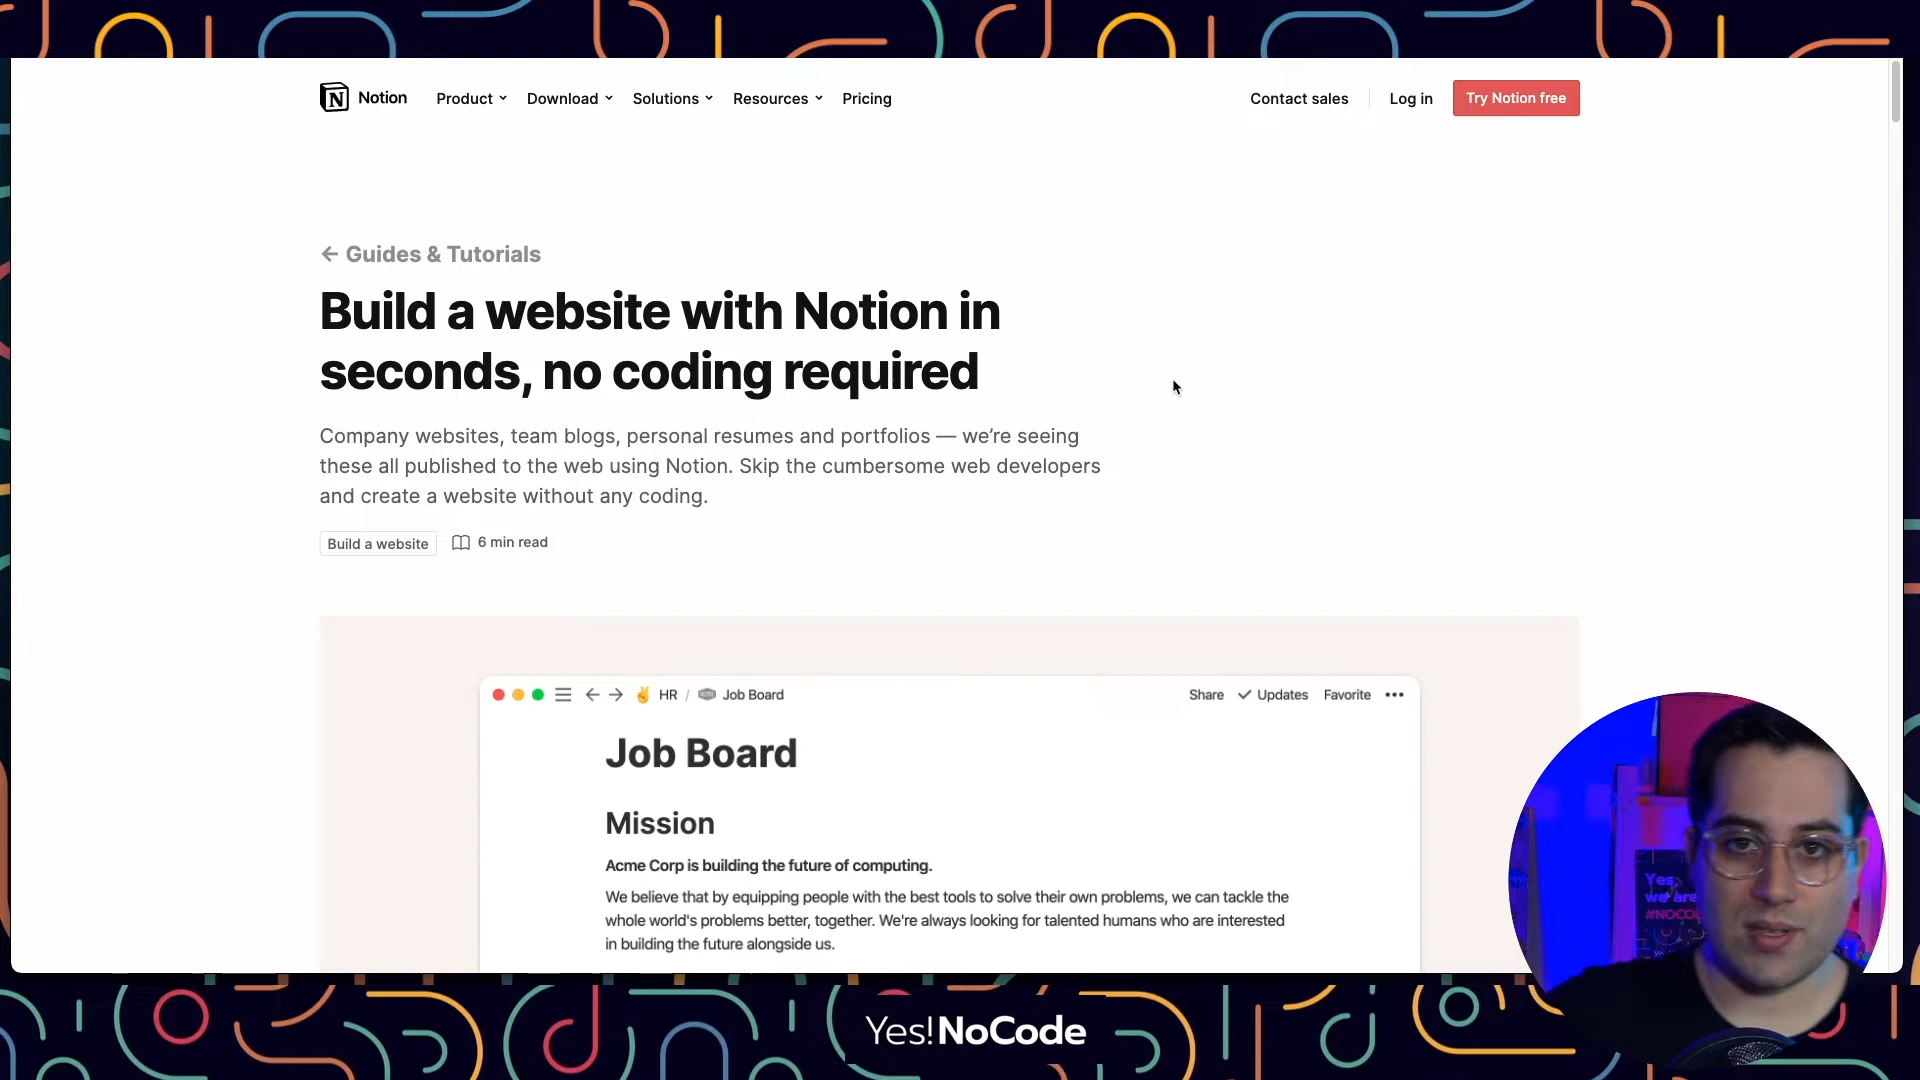 Notion
Product
Download
Solutions
Resources
Pricing
Contact sales
Log in
Try Notion free
← Guides & Tutorials
Build a website with Notion in
seconds, no coding required
Company websites, team blogs, personal resumes and portfolios — we’re seeing
these all published to the web using Notion. Skip the cumbersome web developers
and create a website without any coding.
Build a website
6 min read
HR / Job Board
Share
Updates
Favorite
Job Board
Mission
Acme Corp is building the future of computing.
We believe that by equipping people with the best tools to solve their own problems, we can tackle the
whole world's problems better, together. We're always looking for talented humans who are interested
in building the future alongside us.
Yes,
we are
Yes!NoCode